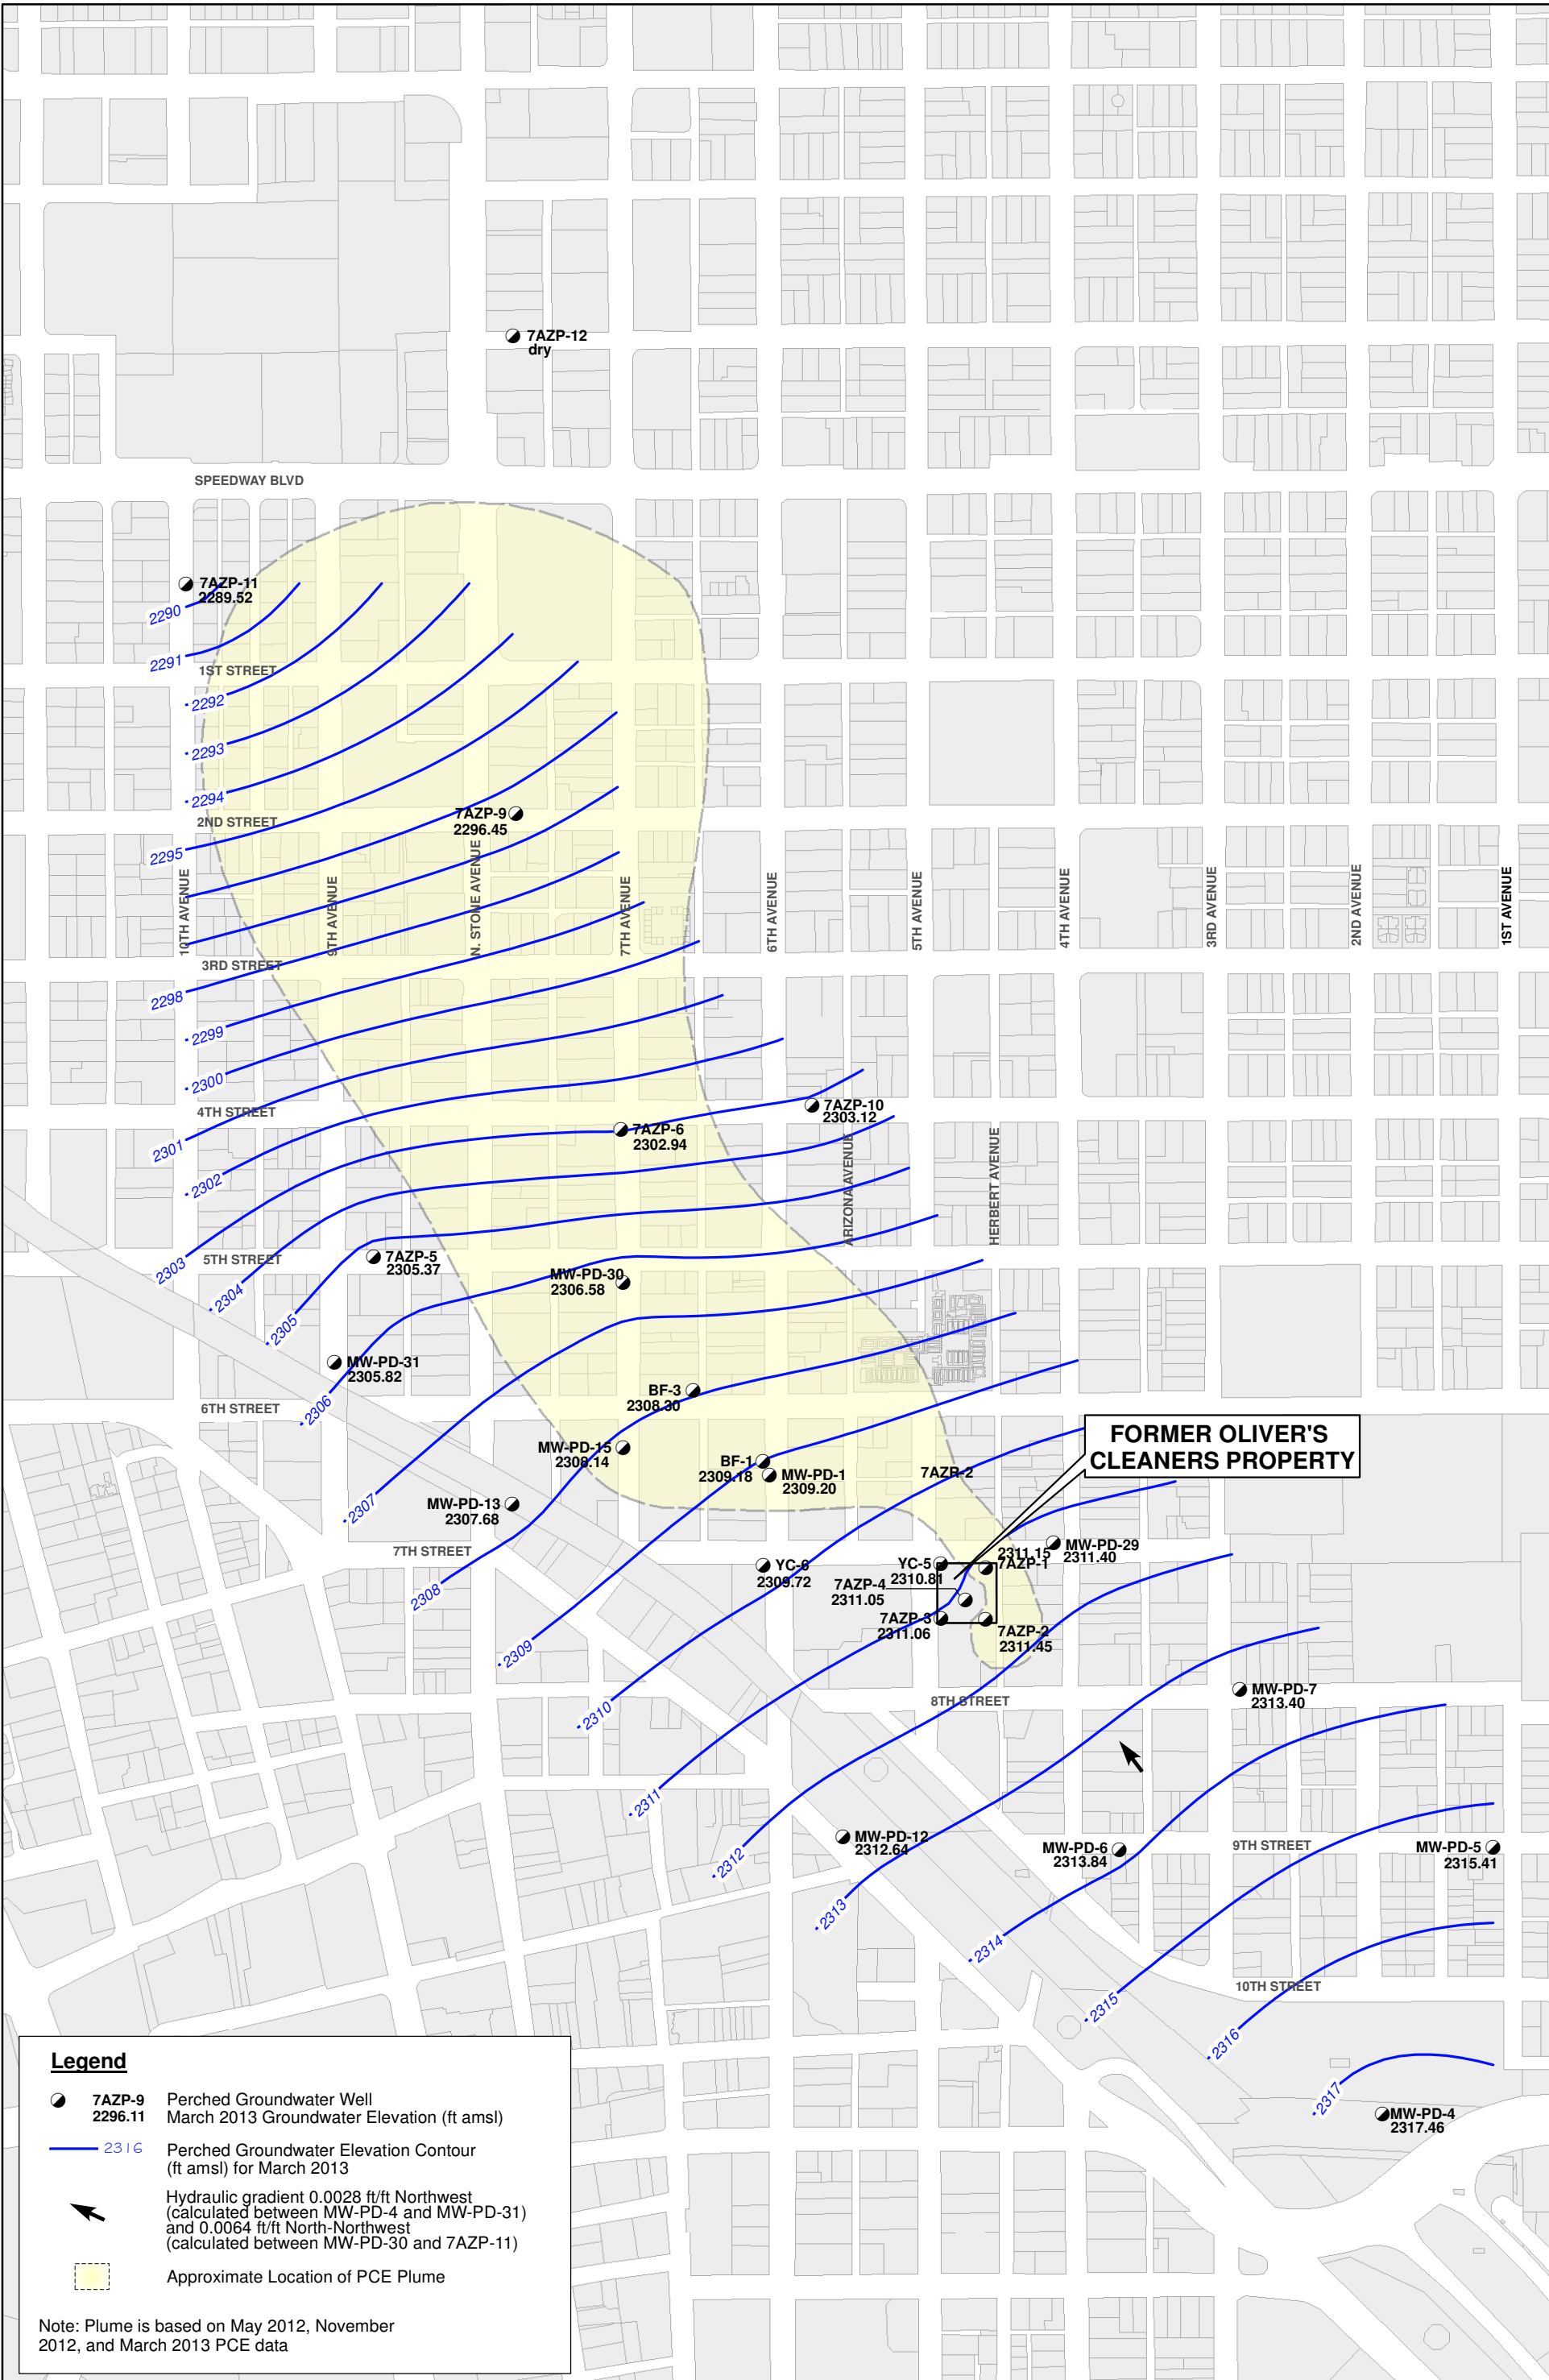 7AZP-12
dry
SPEEDWAY BLVD
7AZP-11
2289.52
2290
2291
1ST STREET
2292
2293
2294
7AZP-9
2296.45
2ND STREET
2295
10TH AVENUE
9TH AVENUE
N. STONE AVENUE
7TH AVENUE
6TH AVENUE
5TH AVENUE
4TH AVENUE
3RD AVENUE
2ND AVENUE
1ST AVENUE
3RD STREET
2298
2299
2300
4TH STREET
2301
2302
7AZP-10
2303.12
7AZP-6
2302.94
ARIZONA AVENUE
HERBERT AVENUE
2303
5TH STREET
7AZP-5
2305.37
MW-PD-30
2306.58
2304
2305
MW-PD-31
2305.82
BF-3
2308.30
6TH STREET
2306
FORMER OLIVER'S
CLEANERS PROPERTY
MW-PD-15
2308.14
BF-1
2309.18
MW-PD-1
2309.20
7AZR-2
2307
MW-PD-13
2307.68
7TH STREET
MW-PD-29
2311.40
2311.15
7AZP-1
YC-5
2310.81
YC-6
2309.72
7AZP-4
2311.05
2308
7AZP-3
2311.06
7AZP-2
2311.45
2309
8TH STREET
MW-PD-7
2313.40
2310
2311
MW-PD-12
2312.64
MW-PD-6
2313.84
9TH STREET
MW-PD-5
2315.41
2312
2313
2314
10TH STREET
2315
2316
2317
MW-PD-4
2317.46
Legend
7AZP-9 Perched Groundwater Well
2296.11 March 2013 Groundwater Elevation (ft amsl)
2316 Perched Groundwater Elevation Contour
(ft amsl) for March 2013
Hydraulic gradient 0.0028 ft/ft Northwest
(calculated between MW-PD-4 and MW-PD-31)
and 0.0064 ft/ft North-Northwest
(calculated between MW-PD-30 and 7AZP-11)
Approximate Location of PCE Plume
Note: Plume is based on May 2012, November
2012, and March 2013 PCE data